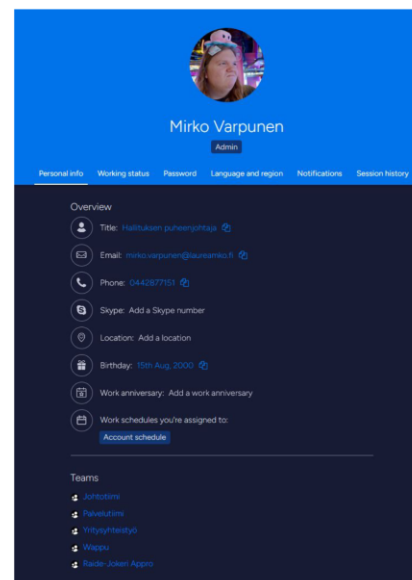 Mirko Varpunen
Admin
Personal info Working status Password Language and region Notifications Session history
Overview
Title: Hallituksen puheenjohtaja
Email: mirko.varpunen@laureamko.fi
Phone: 0442877151
Skype: Add a Skype number
Location: Add a location
Birthday: 15th Aug, 2000
Work anniversary: Add a work anniversary
Work schedules you're assigned to:
Account schedule
Teams
Johtotiimi
Palvelutiimi
Yritysyhteistyö
Wappu
Raide-Jokeri Appro